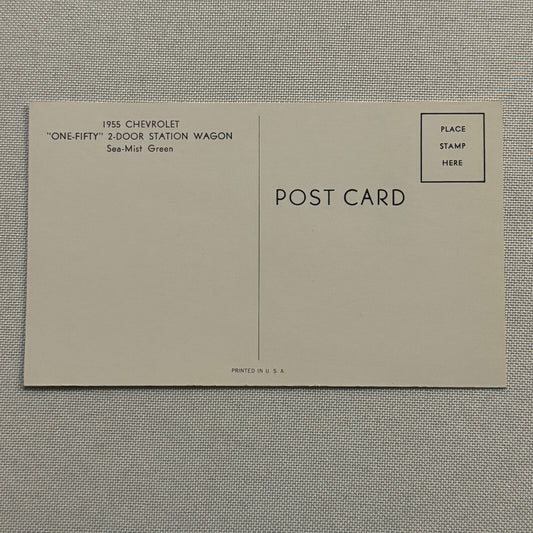 1955 CHEVROLET
"ONE-FIFTY" 2-DOOR STATION WAGON
Sea-Mist Green
PLACE
STAMP
HERE
POST CARD
PRINTED IN U. S. A.